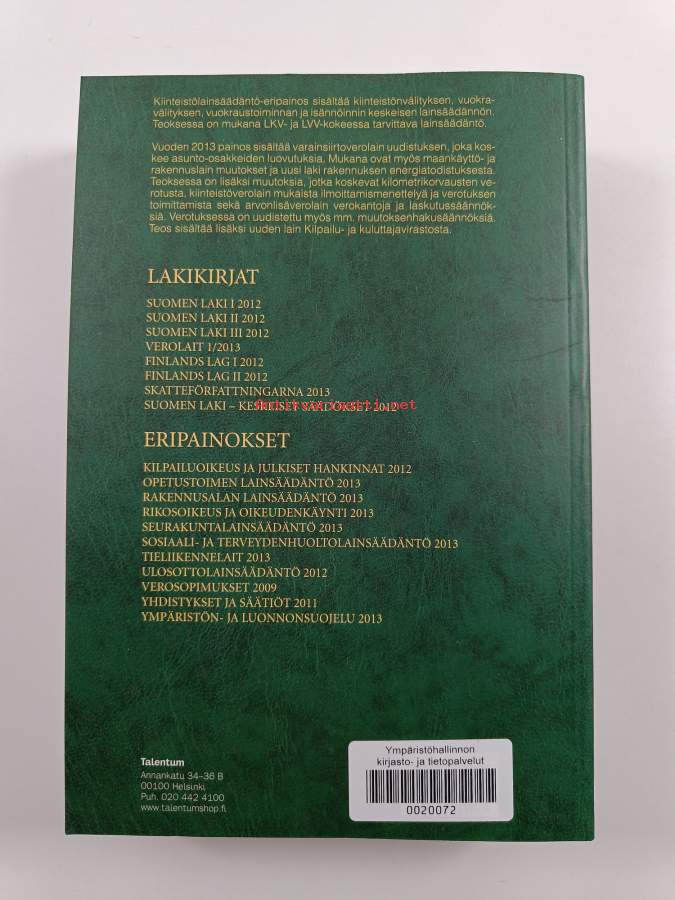 Kiinteistölainsäädäntö-eripainos sisältää kiinteistönvälityksen, vuokra-
välityksen, vuokraustoiminnan ja isännöinnin keskeisen lainsäädännön.
Teoksessa on mukana LKV- ja LVV-kokeessa tarvittava lainsäädäntö.
Vuoden 2013 painos sisältää varainsiirtoverolain uudistuksen, joka kos-
kee asunto-osakkeiden luovutuksia. Mukana ovat myös maankäyttö- ja
rakennuslain muutokset ja uusi laki rakennuksen energiatodistuksesta.
Teoksessa on lisäksi muutoksia, jotka koskevat kilometrikorvausten ve-
rotusta, kiinteistöverolain mukaista ilmoittamismenettelyä ja verotuksen
toimittamista sekä arvonlisäverolain verokantoja ja laskutussäännök-
siä. Verotuksessa on uudistettu myös mm. muutoksenhakusäännöksiä.
Teos sisältää lisäksi uuden lain Kilpailu- ja kuluttajavirastosta.
LAKIKIRJAT
SUOMEN LAKI I 2012
SUOMEN LAKI II 2012
SUOMEN LAKI III 2012
VEROLAIT 1/2013
FINLANDS LAG I 2012
FINLANDS LAG II 2012
SKATTEFÖRFATTNINGARNA 2013
SUOMEN LAKI – KESKEISET SÄÄDÖKSET 2012
antikvariaatti.net
ERIPAINOKSET
KILPAILUOIKEUS JA JULKISET HANKINNAT 2012
OPETUSTOIMEN LAINSÄÄDÄNTÖ 2013
RAKENNUSALAN LAINSÄÄDÄNTÖ 2013
RIKOSOIKEUS JA OIKEUDENKÄYNTI 2013
SEURAKUNTALAINSÄÄDÄNTÖ 2013
SOSIAALI- JA TERVEYDENHUOLTOLAINSÄÄDÄNTÖ 2013
TIELIIKENNELAIT 2013
ULOSOTTOLAINSÄÄDÄNTÖ 2012
VEROSOPIMUKSET 2009
YHDISTYKSET JA SÄÄTIÖT 2011
YMPÄRISTÖN- JA LUONNONSUOJELU 2013
Talentum
Annankatu 34–36 B
00100 Helsinki
Puh. 020 442 4100
www.talentumshop.fi
Ympäristöhallinnon
kirjasto- ja tietopalvelut
0020072